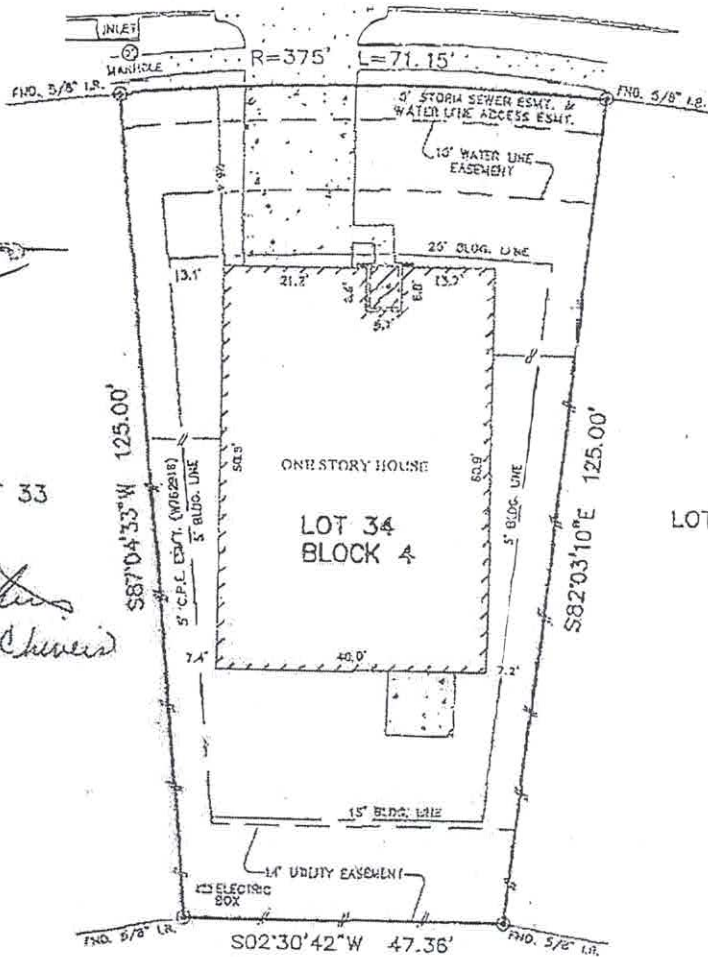 INLET
MANHOLE
R=375' L=71.15'
FND. 5/8" I.R.
FND. 5/8" I.R.
5' STORM SEWER ESMT. &
WATER LINE ACCESS ESMT.
10' WATER LINE
EASEMENT
25' BLDG. LINE
13.1'
21.2'
5.7'
6.0'
13.7'
S87°04'33"W 125.00'
5' C.P.E. ESMT. (W762918)
5' BLDG. LINE
50.5'
ONE STORY HOUSE
LOT 34
BLOCK 4
60.9'
5' BLDG. LINE
S82°03'10"E 125.00'
33
LOT
7.4'
40.0'
7.2'
15' BLDG. LINE
14' UTILITY EASEMENT
ELECTRIC
BOX
FND. 5/8" I.R.
FND. 5/8" I.R.
S02°30'42"W 47.36'